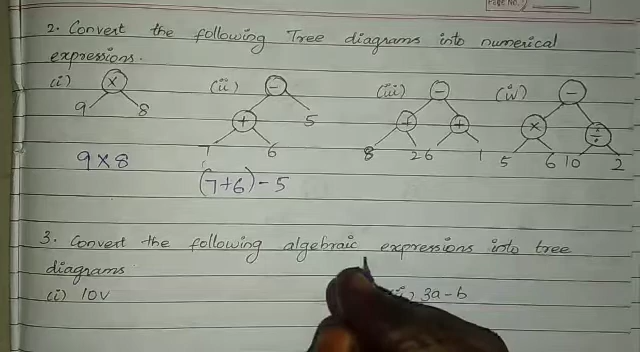 Page No.
2. Convert the following Tree diagrams into numerical
expressions.
(i) × 9 8
(ii) - + 5 7 6
(iii) - + + 8 2 6 1
(iv) - × ÷ 5 6 10 2
9 × 8
(7+6) - 5
3. Convert the following algebraic expressions into tree
diagrams
(i) 10v
3a - b